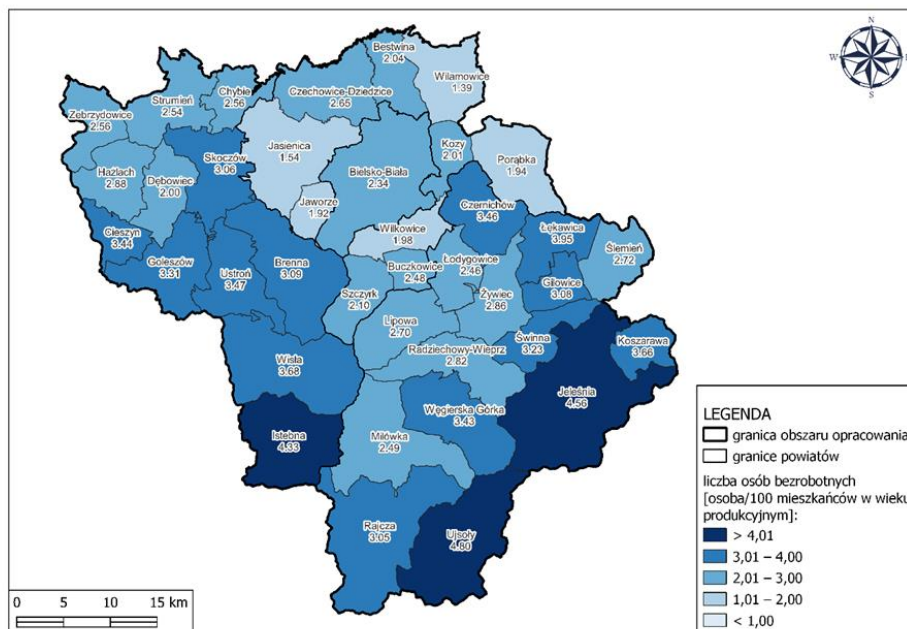 N
W
S
Bestwina
2.04
Wilamowice
1.39
Chybie
2.56
Czechowice-Dziedzice
2.65
Strumień
2.54
Zebrzydowice
2.56
Kozy
2.01
Jasienica
1.54
Skoczów
3.06
Porąbka
1.94
Hażlach
2.88
Dębowiec
2.00
Bielsko-Biała
2.34
Jaworze
1.92
Czernichów
3.46
Wilkowice
1.98
Łękawica
3.95
Cieszyn
3.44
Ślemień
2.72
Goleszów
3.31
Ustroń
3.47
Brenna
3.09
Buczkowice
2.48
Łodygowice
2.46
Gilowice
3.08
Szczyrk
2.10
Żywiec
2.86
Lipowa
2.70
Świnna
3.23
Koszarawa
3.66
Radziechowy-Wieprz
2.82
Wisła
3.68
Jeleśnia
4.56
Węgierska Górka
3.43
Istebna
4.33
Milówka
2.49
Rajcza
3.05
Ujsoły
4.80
LEGENDA
granica obszaru opracowania
granice powiatów
liczba osób bezrobotnych
[osoba/100 mieszkańców w wieku
produkcyjnym]:
> 4,01
3,01 – 4,00
2,01 – 3,00
1,01 – 2,00
< 1,00
0 5 10 15 km